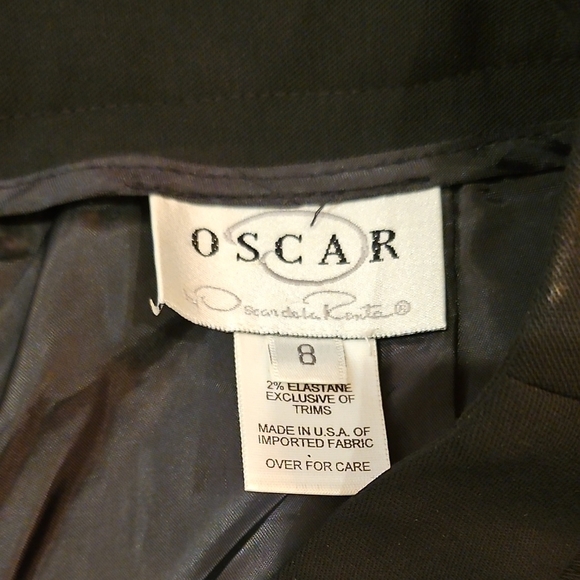 OSCAR
by Oscar de la Renta®
8
2% ELASTANE
EXCLUSIVE OF
TRIMS
MADE IN U.S.A. OF
IMPORTED FABRIC
OVER FOR CARE